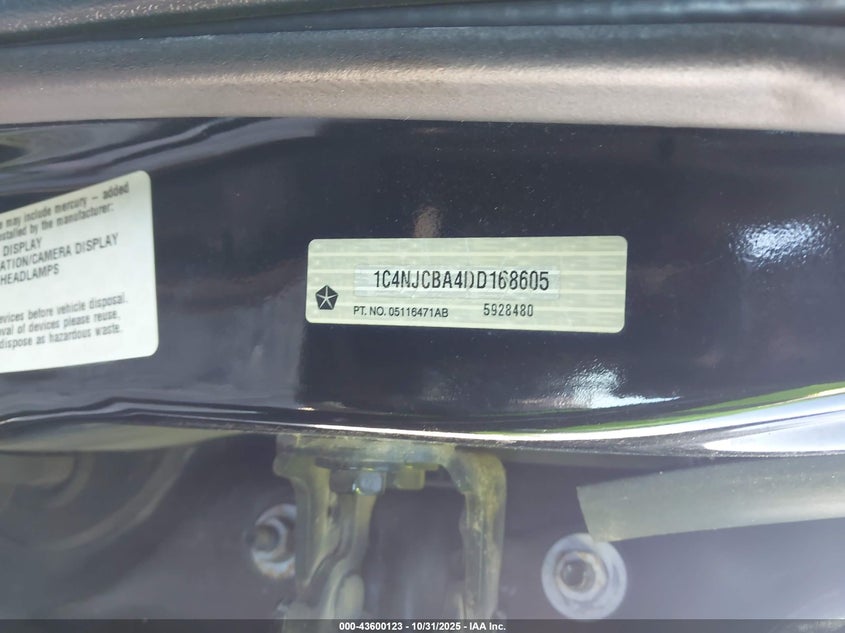 e may include mercury – added
nstalled by the manufacturer:
DISPLAY
ATION/CAMERA DISPLAY
HEADLAMPS
devices before vehicle disposal.
val of devices please reuse,
dispose as hazardous waste.
1C4NJCBA4DD168605
PT. NO. 05116471AB 5928480
000-43600123 - 10/31/2025 - IAA Inc.